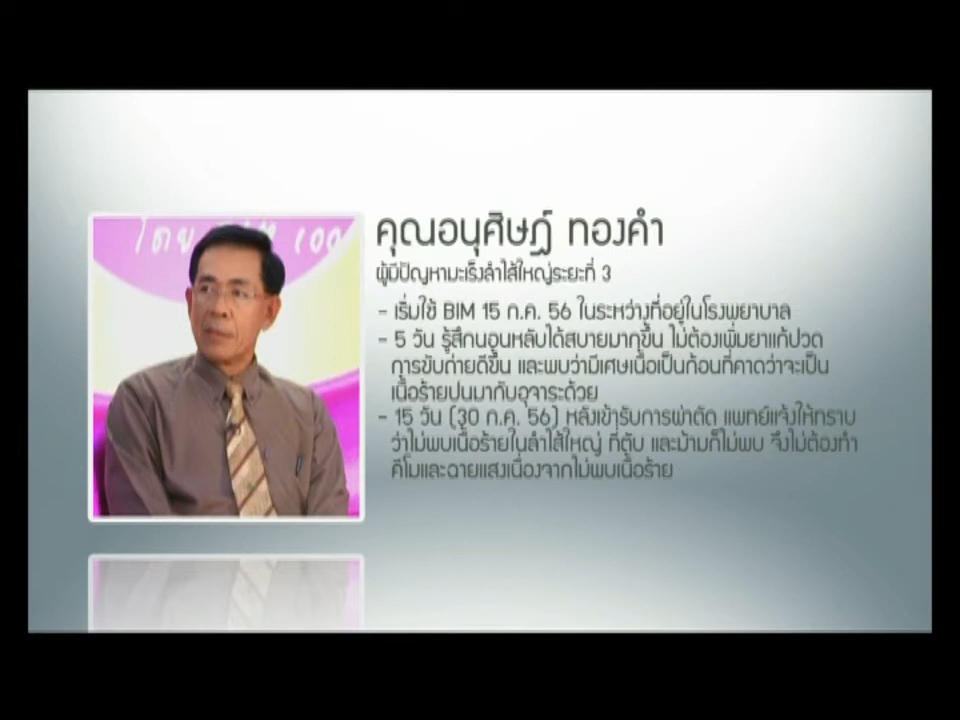 โดย
คุณอนุศิษฎ์ ทองคำ
ผู้มีปัญหามะเร็งลำไส้ใหญ่ระยะที่ 3
- เริ่มใช้ BIM 15 ก.ค. 56 ในระหว่างที่อยู่ในโรงพยาบาล
- 5 วัน รู้สึกนอนหลับได้สบายมากขึ้น ไม่ต้องเพิ่มยาแก้ปวด
การขับถ่ายดีขึ้น และพบว่ามีเศษเนื้อเป็นก้อนที่คาดว่าจะเป็น
เนื้อร้ายปนมากับอุจาระด้วย
- 15 วัน (30 ก.ค. 56) หลังเข้ารับการผ่าตัด แพทย์แจ้งให้ทราบ
ว่าไม่พบเนื้อร้ายในลำไส้ใหญ่ ที่ตับ และม้ามก็ไม่พบ จึงไม่ต้องทำ
คีโมและฉายแสงเนื่องจากไม่พบเนื้อร้าย